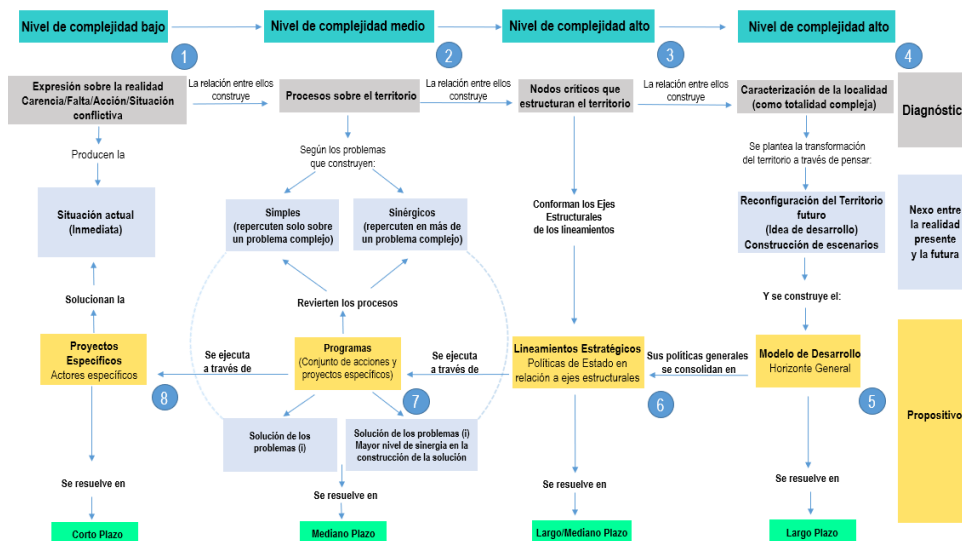 Nivel de complejidad bajo
Nivel de complejidad medio
Nivel de complejidad alto
Nivel de complejidad alto
1
2
3
4
Expresión sobre la realidad
Carencia/Falta/Acción/Situación
conflictiva
La relación entre ellos
construye
Procesos sobre el territorio
La relación entre ellos
construye
Nodos críticos que
estructuran el territorio
La relación entre ellos
construye
Caracterización de la localidad
(como totalidad compleja)
Diagnóstic
Producen la
Según los problemas
que construyen:
Se plantea la transformación
del territorio a través de pensar:
Situación actual
(Inmediata)
Simples
(repercuten solo sobre
un problema complejo)
Sinérgicos
(repercuten en más de
un problema complejo)
Conforman los Ejes
Estructurales
de los lineamientos
Reconfiguración del Territorio
futuro
(Idea de desarrollo)
Construcción de escenarios
Nexo entre
la realidad
presente
y la futura
Solucionan la
Revierten los procesos
Y se construye el:
Proyectos
Específicos
Actores específicos
Se ejecuta
a través de
Programas
(Conjunto de acciones y
proyectos específicos)
Se ejecuta
a través de
Lineamientos Estratégicos
Políticas de Estado en
relación a ejes estructurales
Sus políticas generales
se consolidan en
Modelo de Desarrollo
Horizonte General
8
7
6
5
Propositivo
Solución de los
problemas (i)
Solución de los problemas (i)
Mayor nivel de sinergia en la
construcción de la solución
Se resuelve en
Se resuelve en
Se resuelve en
Se resuelve en
Corto Plazo
Mediano Plazo
Largo/Mediano Plazo
Largo Plazo